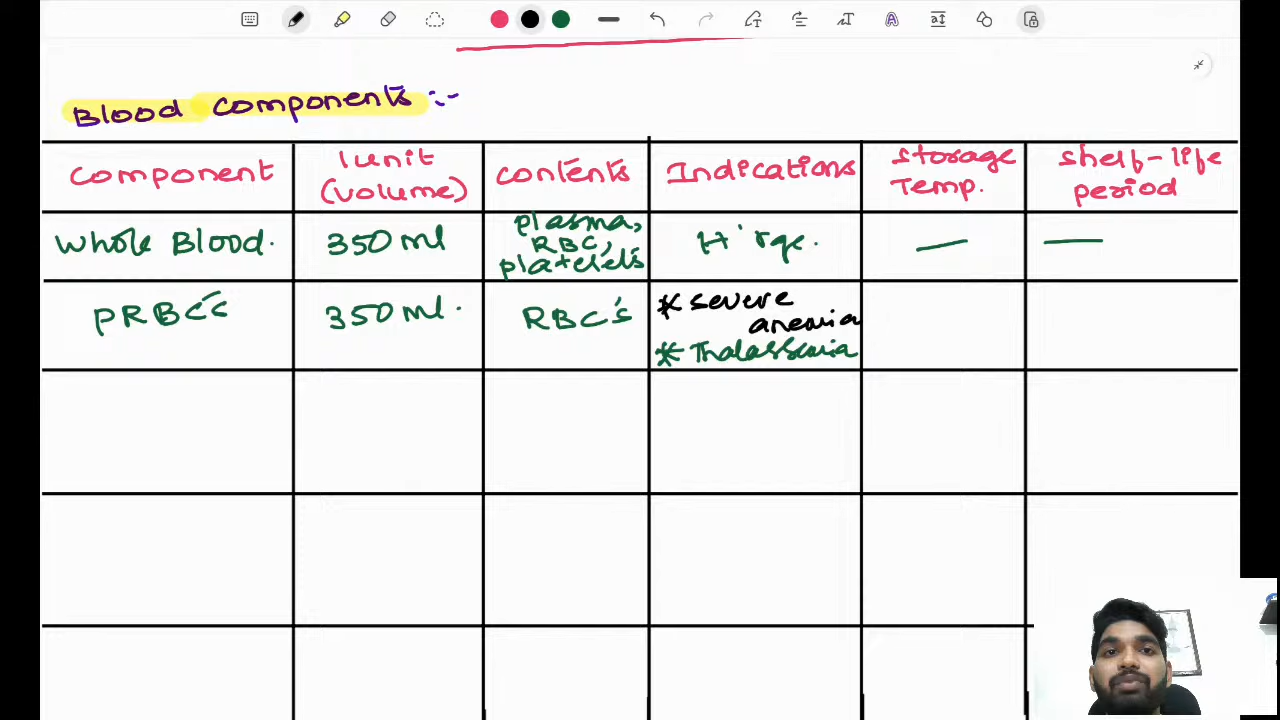 Blood Components :-
Component
1unit
(volume)
contents
Indications
storage
Temp.
shelf-life
period
Whole Blood.
350 ml
plasma,
RBC,
platelets
H'rge.
PRBC's
350 ml.
RBC's
* severe
anemia
* Thalassemia